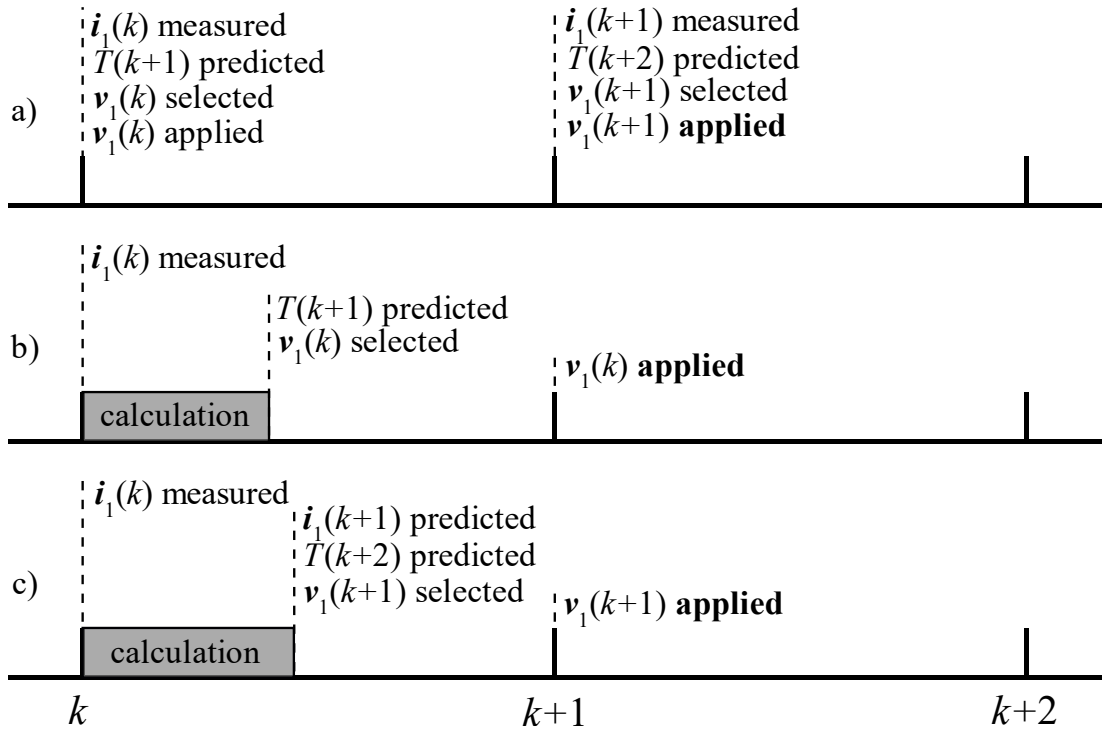 a)
i₁(k) measured
T(k+1) predicted
v₁(k) selected
v₁(k) applied
i₁(k+1) measured
T(k+2) predicted
v₁(k+1) selected
v₁(k+1) applied
b)
i₁(k) measured
T(k+1) predicted
v₁(k) selected
v₁(k) applied
calculation
c)
i₁(k) measured
i₁(k+1) predicted
T(k+2) predicted
v₁(k+1) selected
v₁(k+1) applied
calculation
k
k+1
k+2